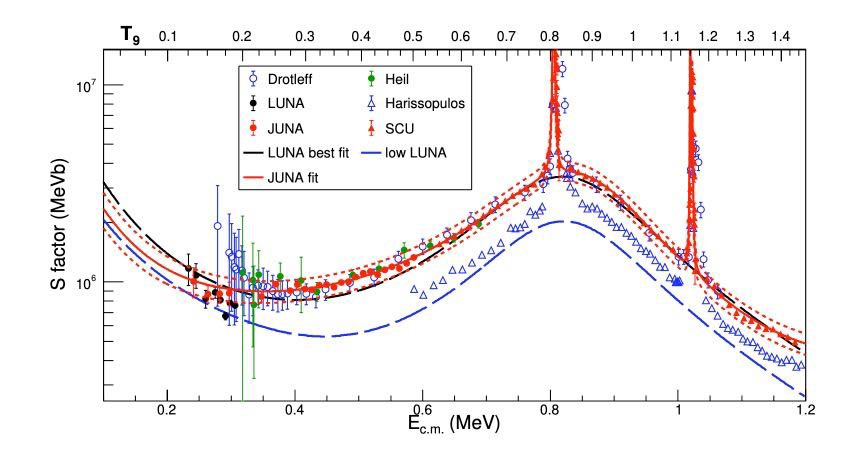 T9 0.1 0.2 0.3 0.4 0.5 0.6 0.7 0.8 0.9 1 1.1 1.2 1.3 1.4
10^7
10^6
S factor (MeVb)
Drotleff Heil
LUNA Harissopulos
JUNA SCU
LUNA best fit low LUNA
JUNA fit
0.2 0.4 0.6 0.8 1 1.2
E_c.m. (MeV)